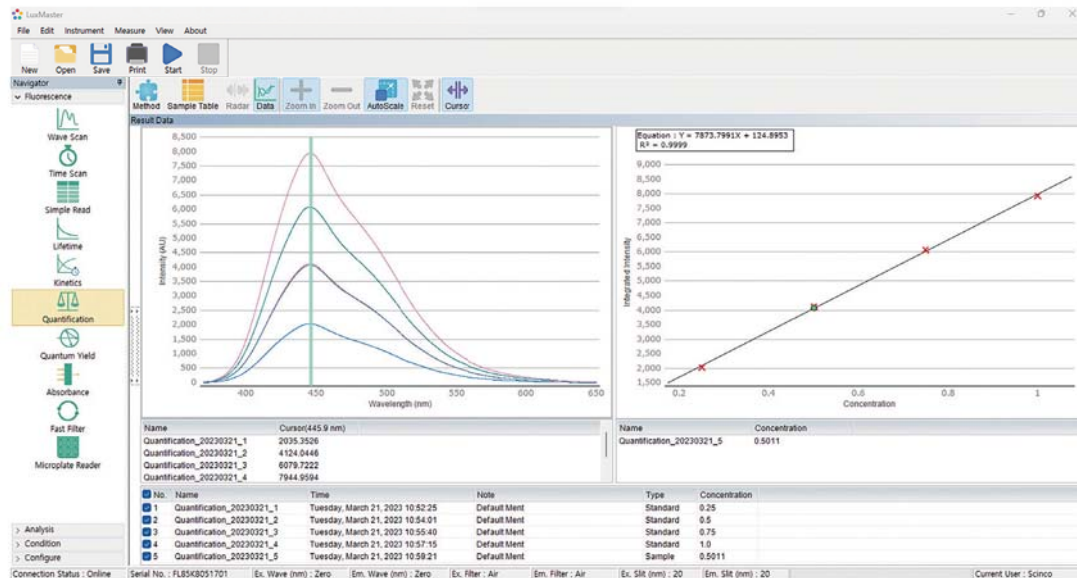 LuxMaster
File Edit Instrument Measure View About
New Open Save Print Start Stop
Navigator
Fluorescence
Wave Scan
Time Scan
Simple Read
Lifetime
Kinetics
Quantification
Quantum Yield
Absorbance
Fast Filter
Microplate Reader
> Analysis
> Condition
> Configure
Method Sample Table Radar Data Zoom In Zoom Out AutoScale Reset Cursor
Result Data
8,500
8,000
7,500
7,000
6,500
6,000
5,500
5,000
4,500
4,000
3,500
3,000
2,500
2,000
1,500
1,000
500
0
Intensity (AU)
400 450 500 550 600 650
Wavelength (nm)
Equation : Y = 7873.7991X + 124.8953
R² = 0.9999
9,000
8,500
8,000
7,500
7,000
6,500
6,000
5,500
5,000
4,500
4,000
3,500
3,000
2,500
2,000
1,500
Integrated Intensity
0.2 0.4 0.6 0.8 1
Concentration
Name Cursor(445.9 nm)
Quantification_20230321_1 2035.3526
Quantification_20230321_2 4124.0446
Quantification_20230321_3 6079.7222
Quantification_20230321_4 7944.9594
Name Concentration
Quantification_20230321_5 0.5011
No. Name Time Note Type Concentration
1 Quantification_20230321_1 Tuesday, March 21, 2023 10:52:25 Default Ment Standard 0.25
2 Quantification_20230321_2 Tuesday, March 21, 2023 10:54:01 Default Ment Standard 0.5
3 Quantification_20230321_3 Tuesday, March 21, 2023 10:55:40 Default Ment Standard 0.75
4 Quantification_20230321_4 Tuesday, March 21, 2023 10:57:15 Default Ment Standard 1.0
5 Quantification_20230321_5 Tuesday, March 21, 2023 10:59:21 Default Ment Sample 0.5011
Connection Status : Online Serial No. : FL85K8051701 Ex. Wave (nm) : Zero Em. Wave (nm) : Zero Ex. Filter : Air Em. Filter : Air Ex. Slit (nm) : 20 Em. Slit (nm) : 20 Current User : Scinco